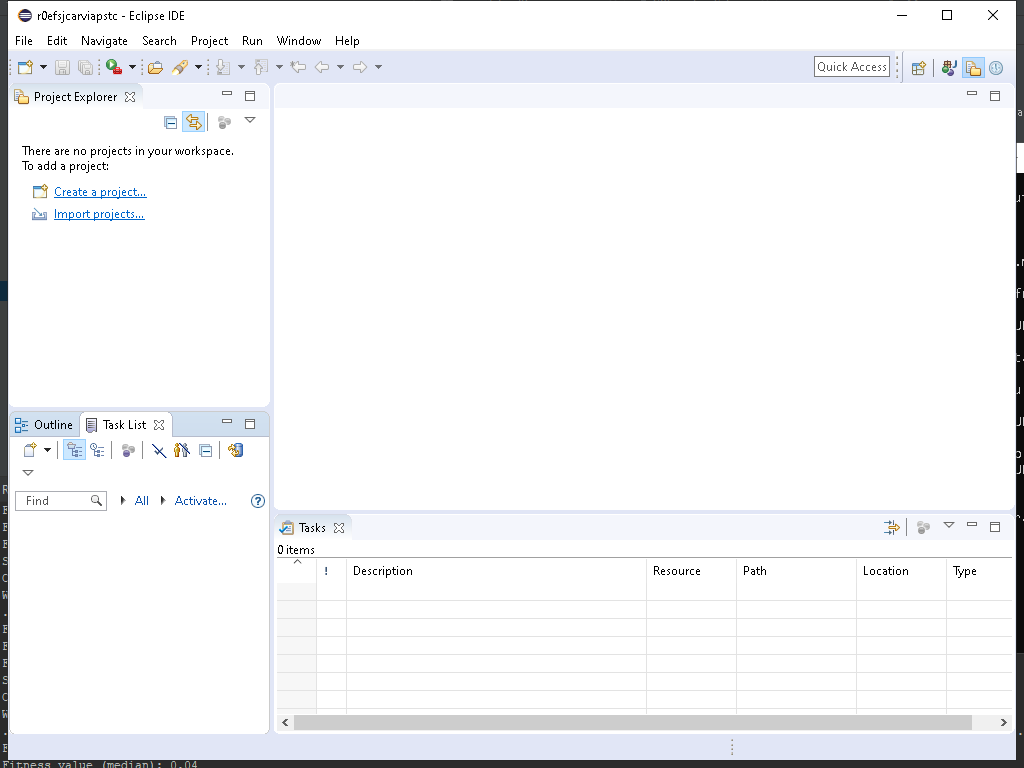 r0efsjcarviapstc - Eclipse IDE
File Edit Navigate Search Project Run Window Help
Quick Access
Project Explorer
There are no projects in your workspace.
To add a project:
Create a project...
Import projects...
Outline Task List
Find All Activate...
Tasks
0 items
! Description Resource Path Location Type
Fitness value (median): 0.04